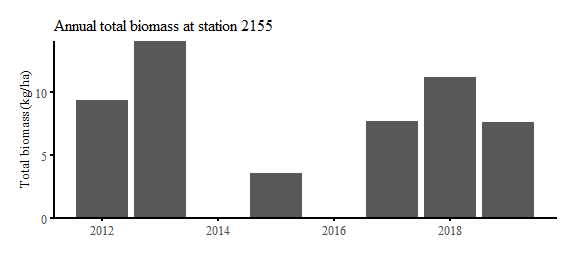 Annual total biomass at station 2155
Total biomass (kg/ha)
10
5
0
2012 2014 2016 2018